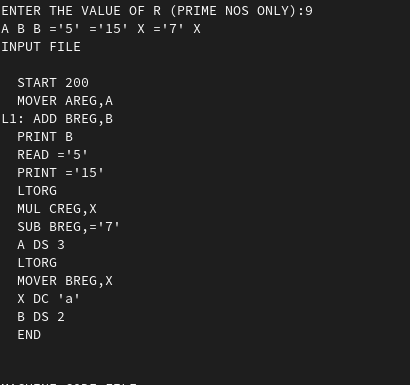 ENTER THE VALUE OF R (PRIME NOS ONLY):9
A B B ='5' ='15' X ='7' X
INPUT FILE

  START 200
  MOVER AREG,A
L1: ADD BREG,B
  PRINT B
  READ ='5'
  PRINT ='15'
  LTORG
  MUL CREG,X
  SUB BREG,='7'
  A DS 3
  LTORG
  MOVER BREG,X
  X DC 'a'
  B DS 2
  END